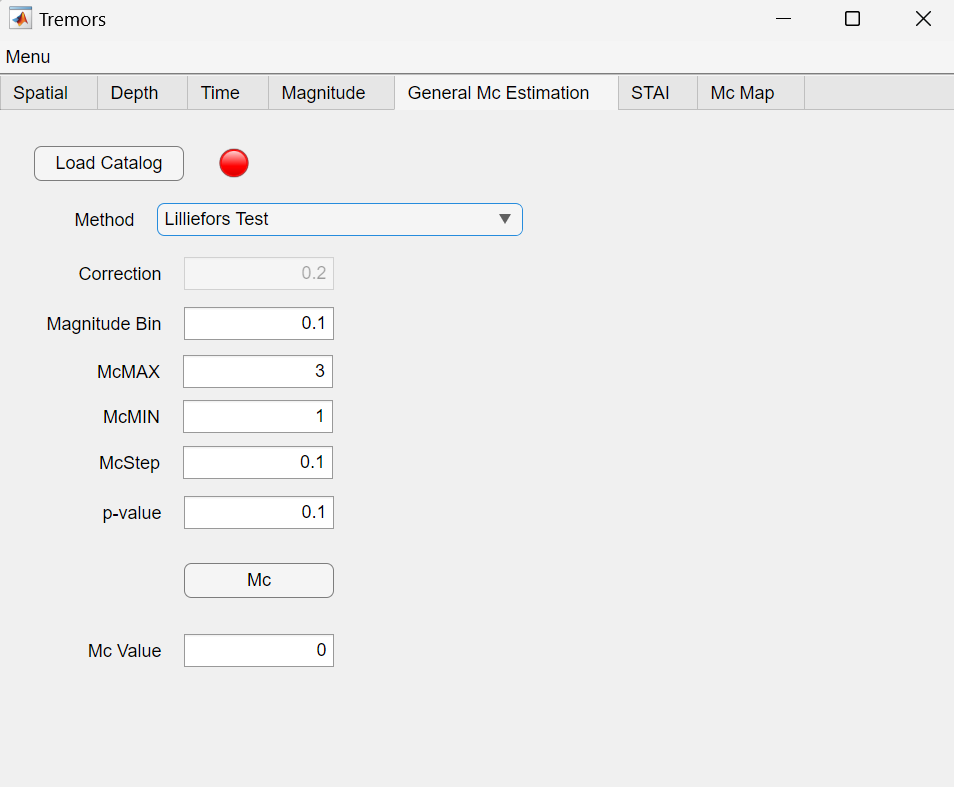 Tremors
Menu
Spatial Depth Time Magnitude General Mc Estimation STAI Mc Map
Load Catalog
Method Lilliefors Test
Correction 0.2
Magnitude Bin 0.1
McMAX 3
McMIN 1
McStep 0.1
p-value 0.1
Mc
Mc Value 0